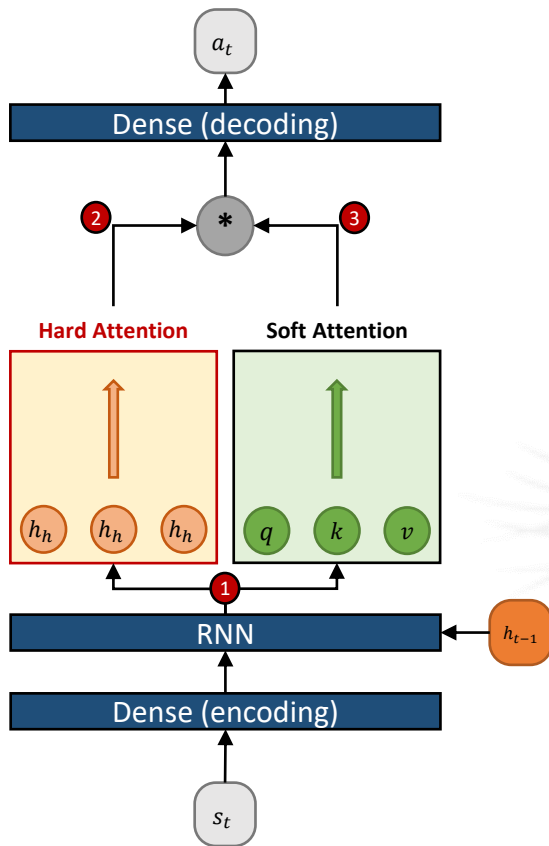 a_t
Dense (decoding)
2
*
3
Hard Attention
Soft Attention
h_h h_h h_h
q k v
1
RNN
h_{t−1}
Dense (encoding)
s_t